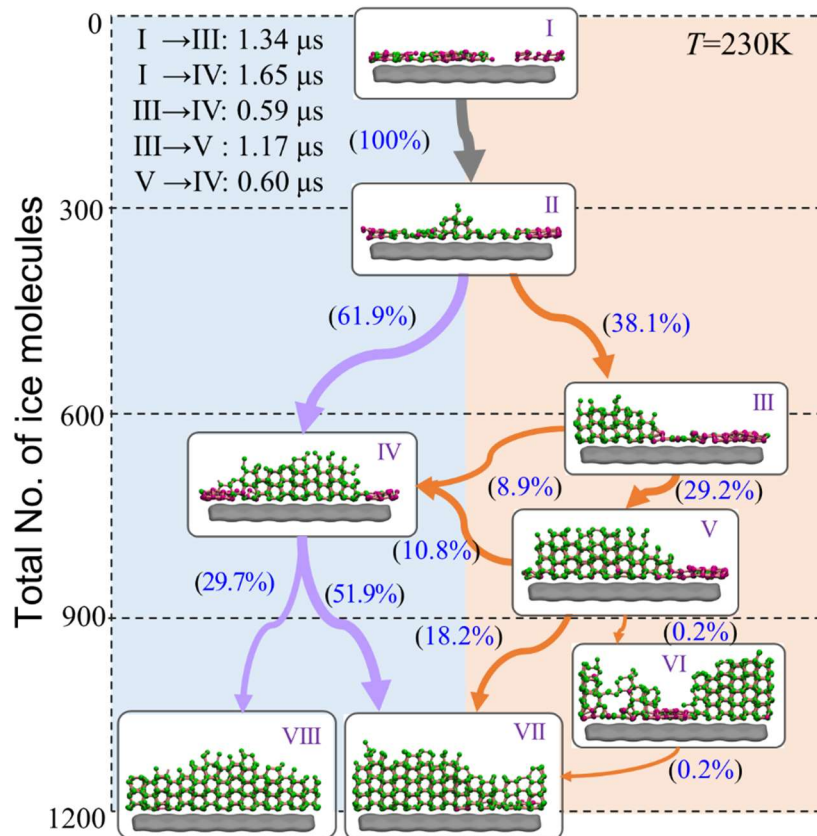 0
I →III: 1.34 μs
I →IV: 1.65 μs
III→IV: 0.59 μs
III→V : 1.17 μs
V →IV: 0.60 μs
I
T=230K
(100%)
300
II
(61.9%)
(38.1%)
600
III
IV
(8.9%)
(29.2%)
V
(10.8%)
(29.7%)
(51.9%)
900
(18.2%)
(0.2%)
VI
VIII
VII
(0.2%)
1200
Total No. of ice molecules